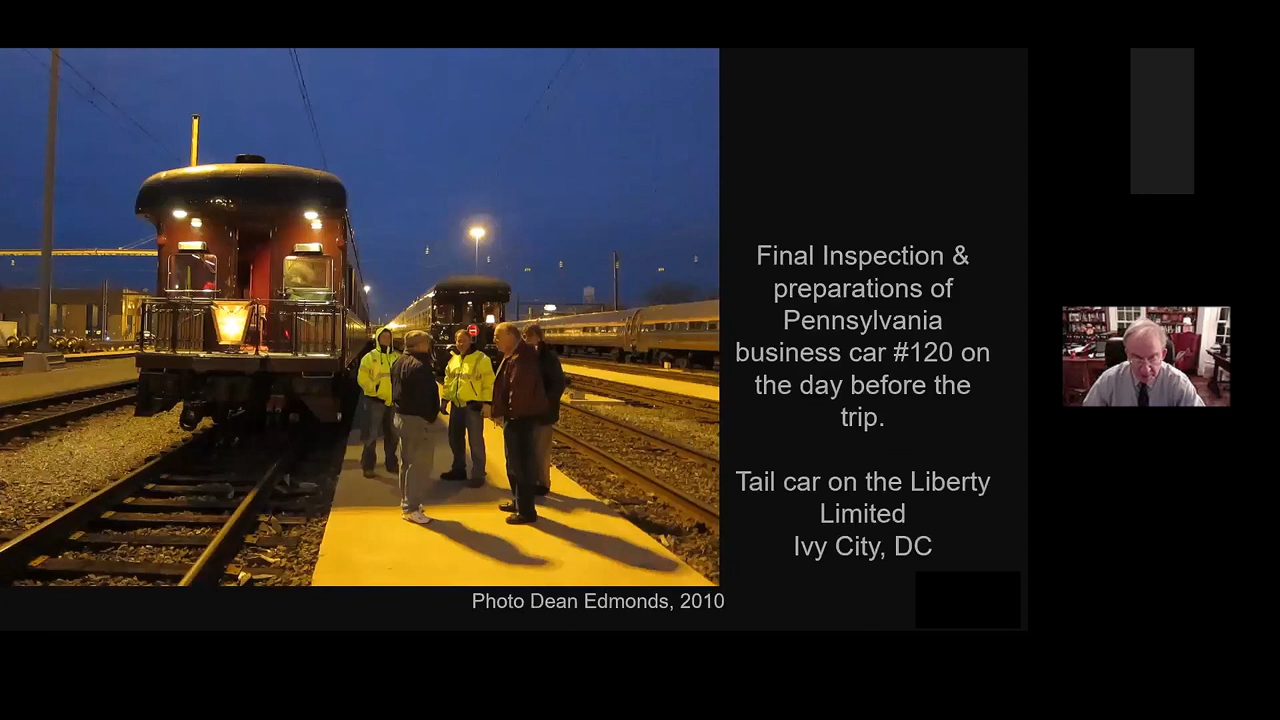 Final Inspection &
preparations of
Pennsylvania
business car #120 on
the day before the
trip.
Tail car on the Liberty
Limited
Ivy City, DC
Photo Dean Edmonds, 2010